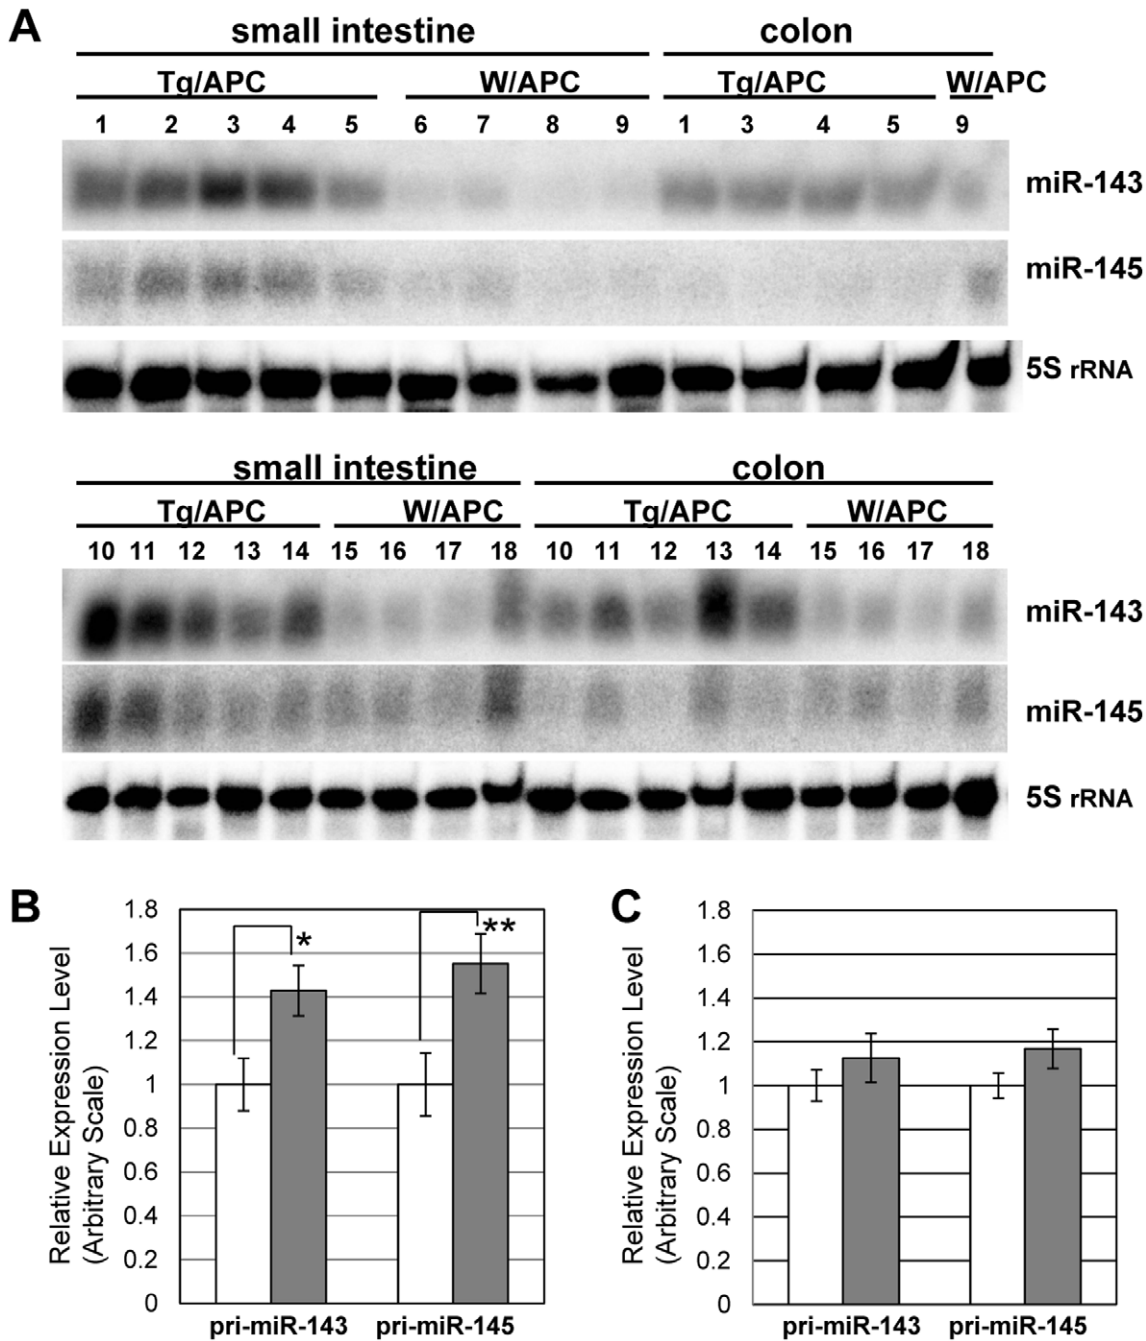 A
small intestine colon
Tg/APC W/APC Tg/APC W/APC
1 2 3 4 5 6 7 8 9 1 3 4 5 9
miR-143
miR-145
5S rRNA
small intestine colon
Tg/APC W/APC Tg/APC W/APC
10 11 12 13 14 15 16 17 18 10 11 12 13 14 15 16 17 18
miR-143
miR-145
5S rRNA
B
Relative Expression Level
(Arbitrary Scale)
1.8
1.6
1.4
1.2
1
0.8
0.6
0.4
0.2
0
*
**
pri-miR-143 pri-miR-145
C
Relative Expression Level
(Arbitrary Scale)
1.8
1.6
1.4
1.2
1
0.8
0.6
0.4
0.2
0
pri-miR-143 pri-miR-145